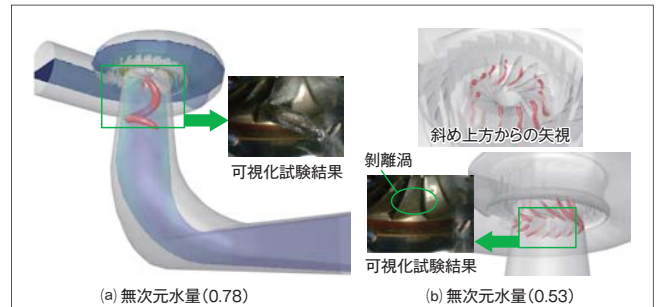 可視化試験結果
(a) 無次元水量(0.78)
斜め上方からの矢視
剝離渦
可視化試験結果
(b) 無次元水量(0.53)